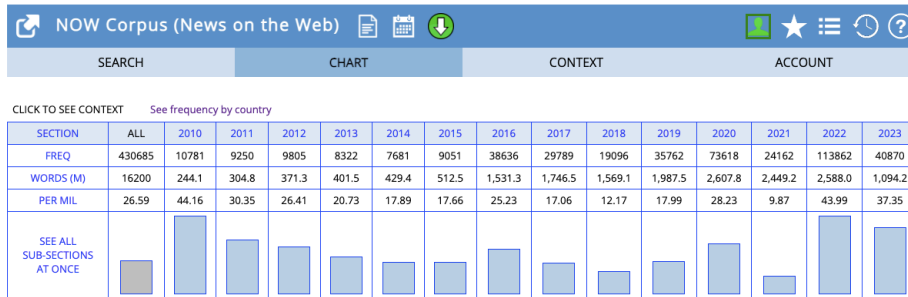 NOW Corpus (News on the Web)
SEARCH CHART CONTEXT ACCOUNT
CLICK TO SEE CONTEXT See frequency by country
SECTION ALL 2010 2011 2012 2013 2014 2015 2016 2017 2018 2019 2020 2021 2022 2023
FREQ 430685 10781 9250 9805 8322 7681 9051 38636 29789 19096 35762 73618 24162 113862 40870
WORDS (M) 16200 244.1 304.8 371.3 401.5 429.4 512.5 1,531.3 1,746.5 1,569.1 1,987.5 2,607.8 2,449.2 2,588.0 1,094.2
PER MIL 26.59 44.16 30.35 26.41 20.73 17.89 17.66 25.23 17.06 12.17 17.99 28.23 9.87 43.99 37.35
SEE ALL
SUB-SECTIONS
AT ONCE